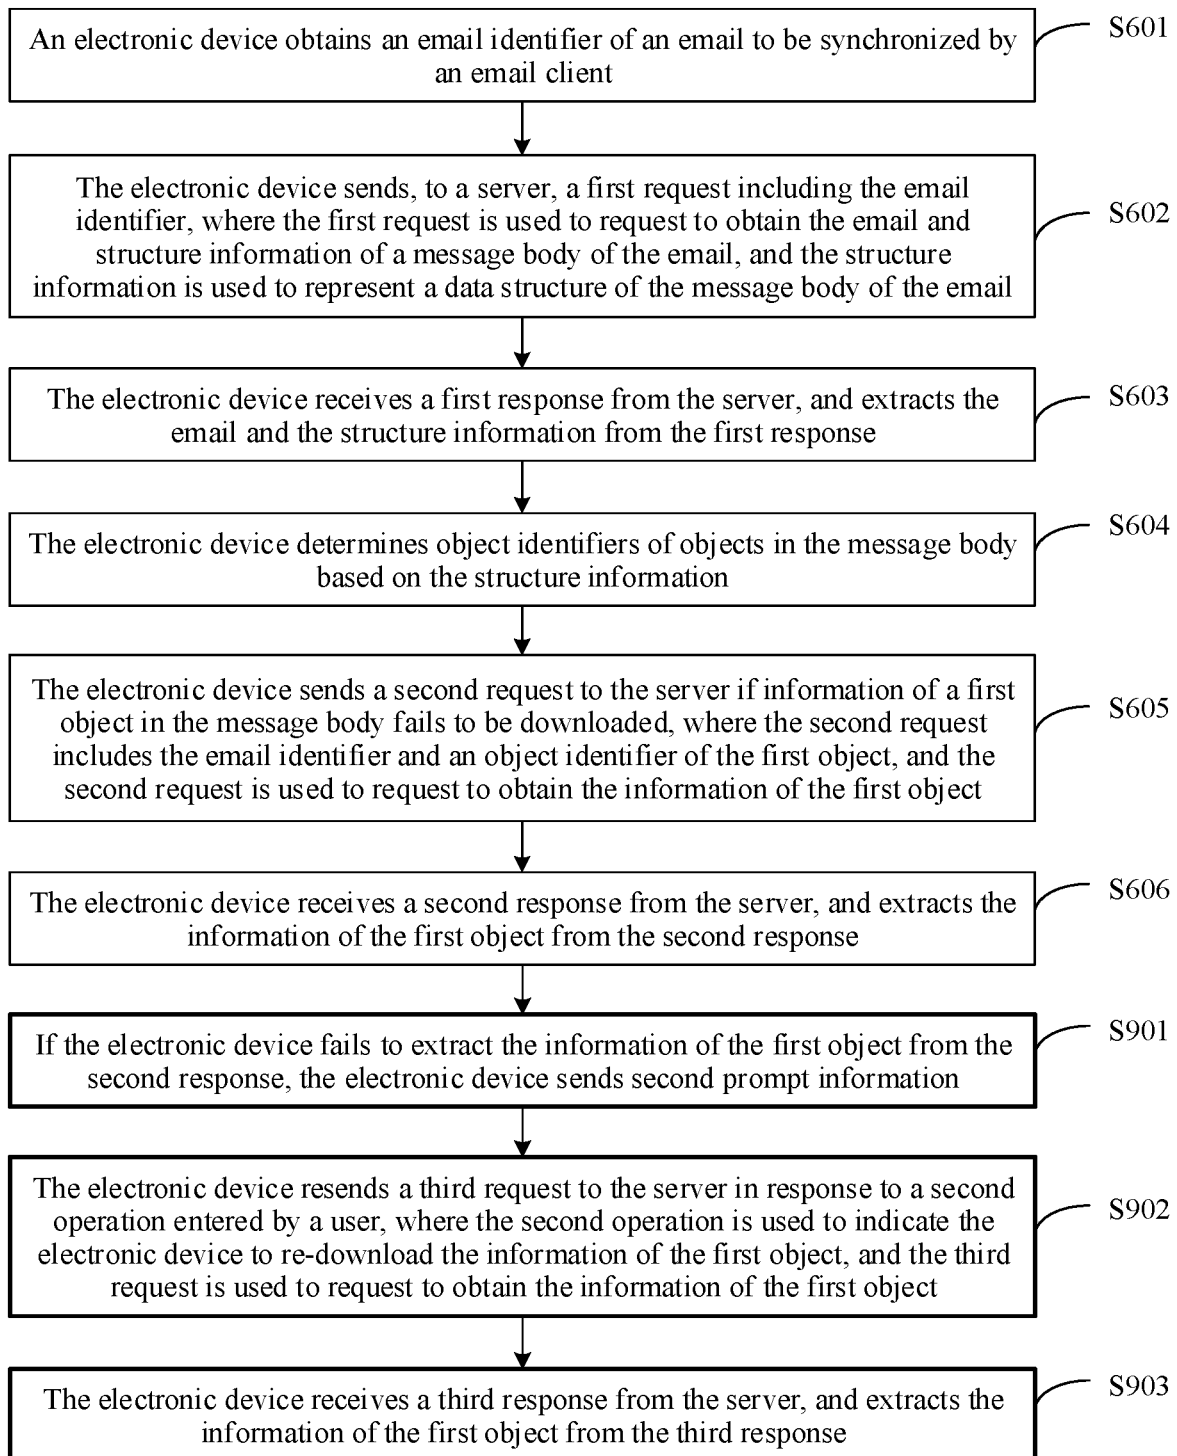 An electronic device obtains an email identifier of an email to be synchronized by
an email client
S601
The electronic device sends, to a server, a first request including the email
identifier, where the first request is used to request to obtain the email and
structure information of a message body of the email, and the structure
information is used to represent a data structure of the message body of the email
S602
The electronic device receives a first response from the server, and extracts the
email and the structure information from the first response
S603
The electronic device determines object identifiers of objects in the message body
based on the structure information
S604
The electronic device sends a second request to the server if information of a first
object in the message body fails to be downloaded, where the second request
includes the email identifier and an object identifier of the first object, and the
second request is used to request to obtain the information of the first object
S605
The electronic device receives a second response from the server, and extracts the
information of the first object from the second response
S606
If the electronic device fails to extract the information of the first object from the
second response, the electronic device sends second prompt information
S901
The electronic device resends a third request to the server in response to a second
operation entered by a user, where the second operation is used to indicate the
electronic device to re-download the information of the first object, and the third
request is used to request to obtain the information of the first object
S902
The electronic device receives a third response from the server, and extracts the
information of the first object from the third response
S903